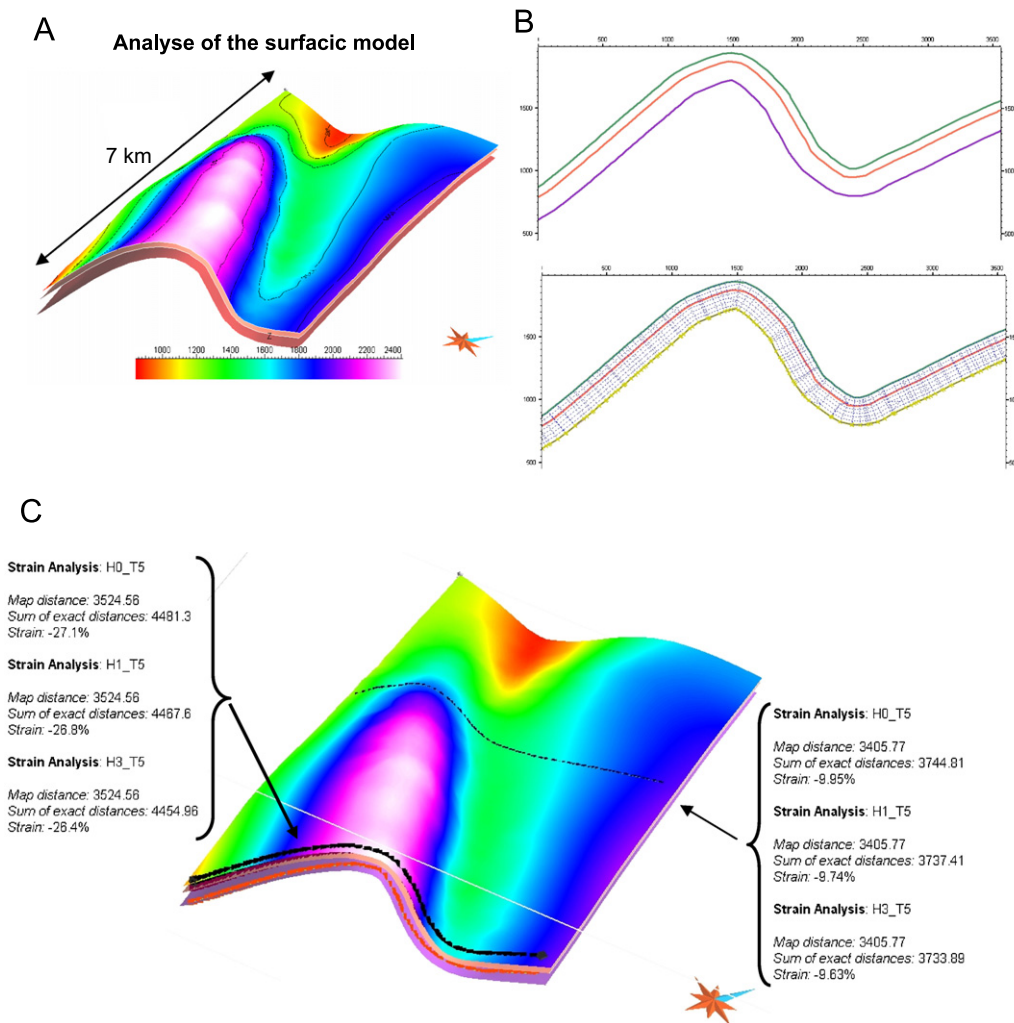 A
Analyse of the surfacic model
7 km
1000 1200 1400 1600 1800 2000 2200 2400
B
500 1000 1500 2000 2500 3000 3500
1500
1000
500
500 1000 1500 2000 2500 3000 3500
1500
1000
500
C
Strain Analysis: H0_T5
Map distance: 3524.56
Sum of exact distances: 4481.3
Strain: -27.1%
Strain Analysis: H1_T5
Map distance: 3524.56
Sum of exact distances: 4467.6
Strain: -26.8%
Strain Analysis: H3_T5
Map distance: 3524.56
Sum of exact distances: 4454.96
Strain: -26.4%
Strain Analysis: H0_T5
Map distance: 3405.77
Sum of exact distances: 3744.81
Strain: -9.95%
Strain Analysis: H1_T5
Map distance: 3405.77
Sum of exact distances: 3737.41
Strain: -9.74%
Strain Analysis: H3_T5
Map distance: 3405.77
Sum of exact distances: 3733.89
Strain: -9.63%